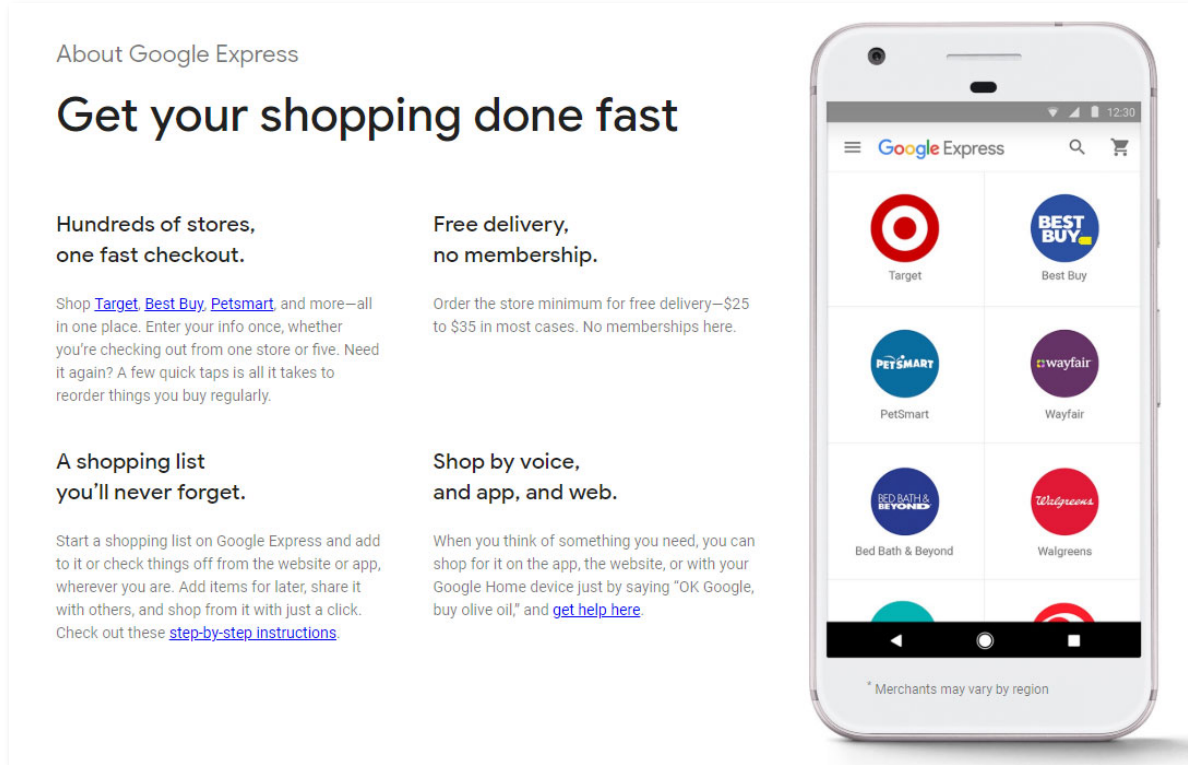 About Google Express
Get your shopping done fast
Hundreds of stores,
one fast checkout.
Shop Target, Best Buy, Petsmart, and more—all
in one place. Enter your info once, whether
you're checking out from one store or five. Need
it again? A few quick taps is all it takes to
reorder things you buy regularly.
Free delivery,
no membership.
Order the store minimum for free delivery—$25
to $35 in most cases. No memberships here.
A shopping list
you'll never forget.
Start a shopping list on Google Express and add
to it or check things off from the website or app,
wherever you are. Add items for later, share it
with others, and shop from it with just a click.
Check out these step-by-step instructions.
Shop by voice,
and app, and web.
When you think of something you need, you can
shop for it on the app, the website, or with your
Google Home device just by saying “OK Google,
buy olive oil,” and get help here.
12:30
Google Express
Target
BEST
BUY
Best Buy
PETSMART
PetSmart
wayfair
Wayfair
BED BATH &
BEYOND
Bed Bath & Beyond
Walgreens
Walgreens
* Merchants may vary by region